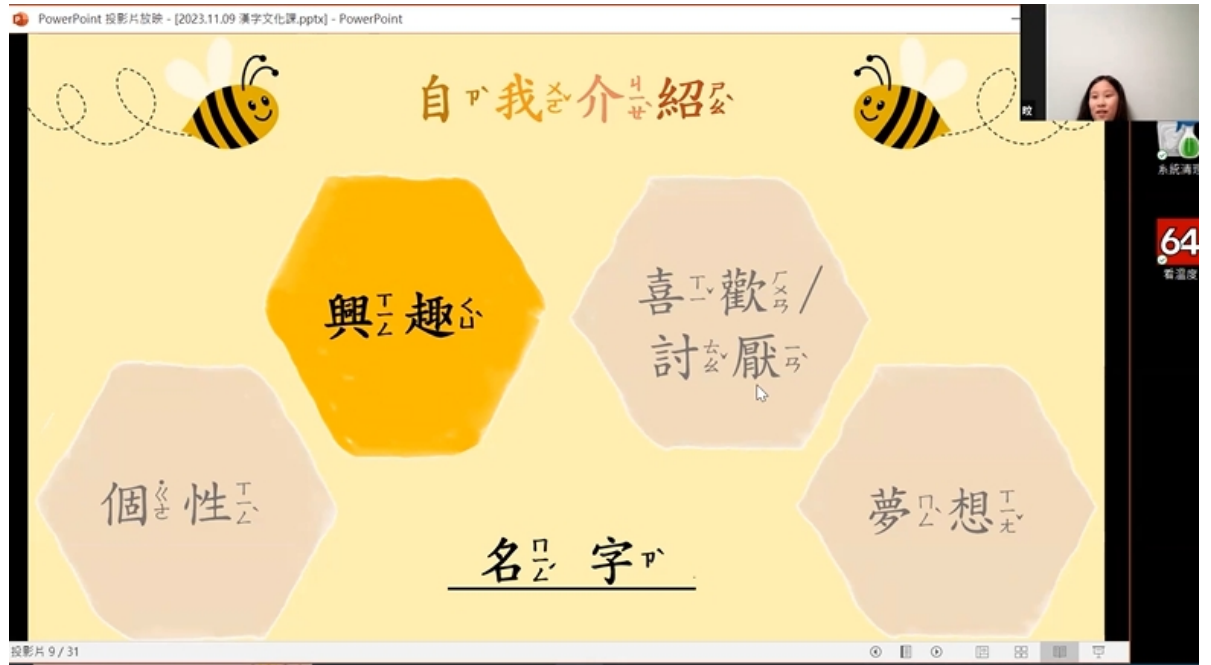 PowerPoint 投影片放映 - [2023.11.09 漢字文化課.pptx] - PowerPoint
自ㄗˋ我ㄨㄛˇ介ㄐㄧㄝˋ紹ㄕㄠˋ
旼
系統清理
64
看溫度
興ㄒㄧㄥ趣ㄑㄩˋ
喜ㄒㄧˇ歡ㄏㄨㄢ/
討ㄊㄠˇ厭ㄧㄢˋ
個˙ㄍㄜ性ㄒㄧㄥˋ
夢ㄇㄥˋ想ㄒㄧㄤˇ
名ㄇㄧㄥˊ字ㄗˋ
投影片 9 / 31